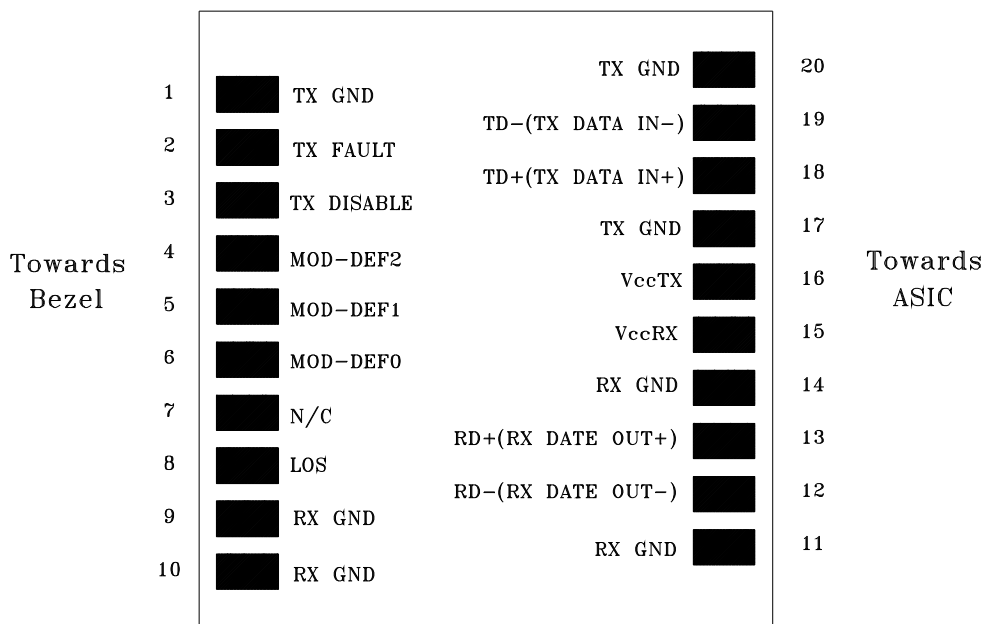 Towards
Bezel
1 TX GND
2 TX FAULT
3 TX DISABLE
4 MOD-DEF2
5 MOD-DEF1
6 MOD-DEF0
7 N/C
8 LOS
9 RX GND
10 RX GND
TX GND 20
TD-(TX DATA IN-) 19
TD+(TX DATA IN+) 18
TX GND 17
VccTX 16
VccRX 15
RX GND 14
RD+(RX DATE OUT+) 13
RD-(RX DATE OUT-) 12
RX GND 11
Towards
ASIC